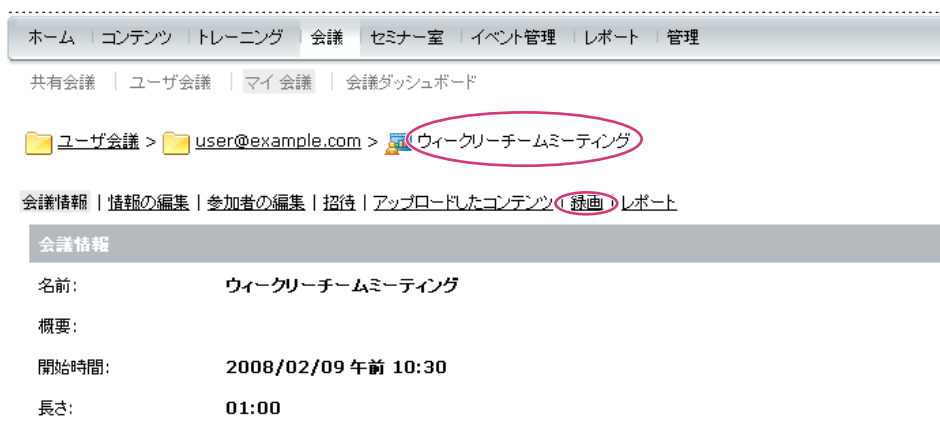 ホーム | コンテンツ | トレーニング | 会議 | セミナー室 | イベント管理 | レポート | 管理
共有会議 | ユーザ会議 | マイ 会議 | 会議ダッシュボード
ユーザ会議 > user@example.com > ウィークリーチームミーティング
会議情報 | 情報の編集 | 参加者の編集 | 招待 | アップロードしたコンテンツ | 録画 | レポート
会議情報
名前: ウィークリーチームミーティング
概要:
開始時間: 2008/02/09 午前 10:30
長さ: 01:00